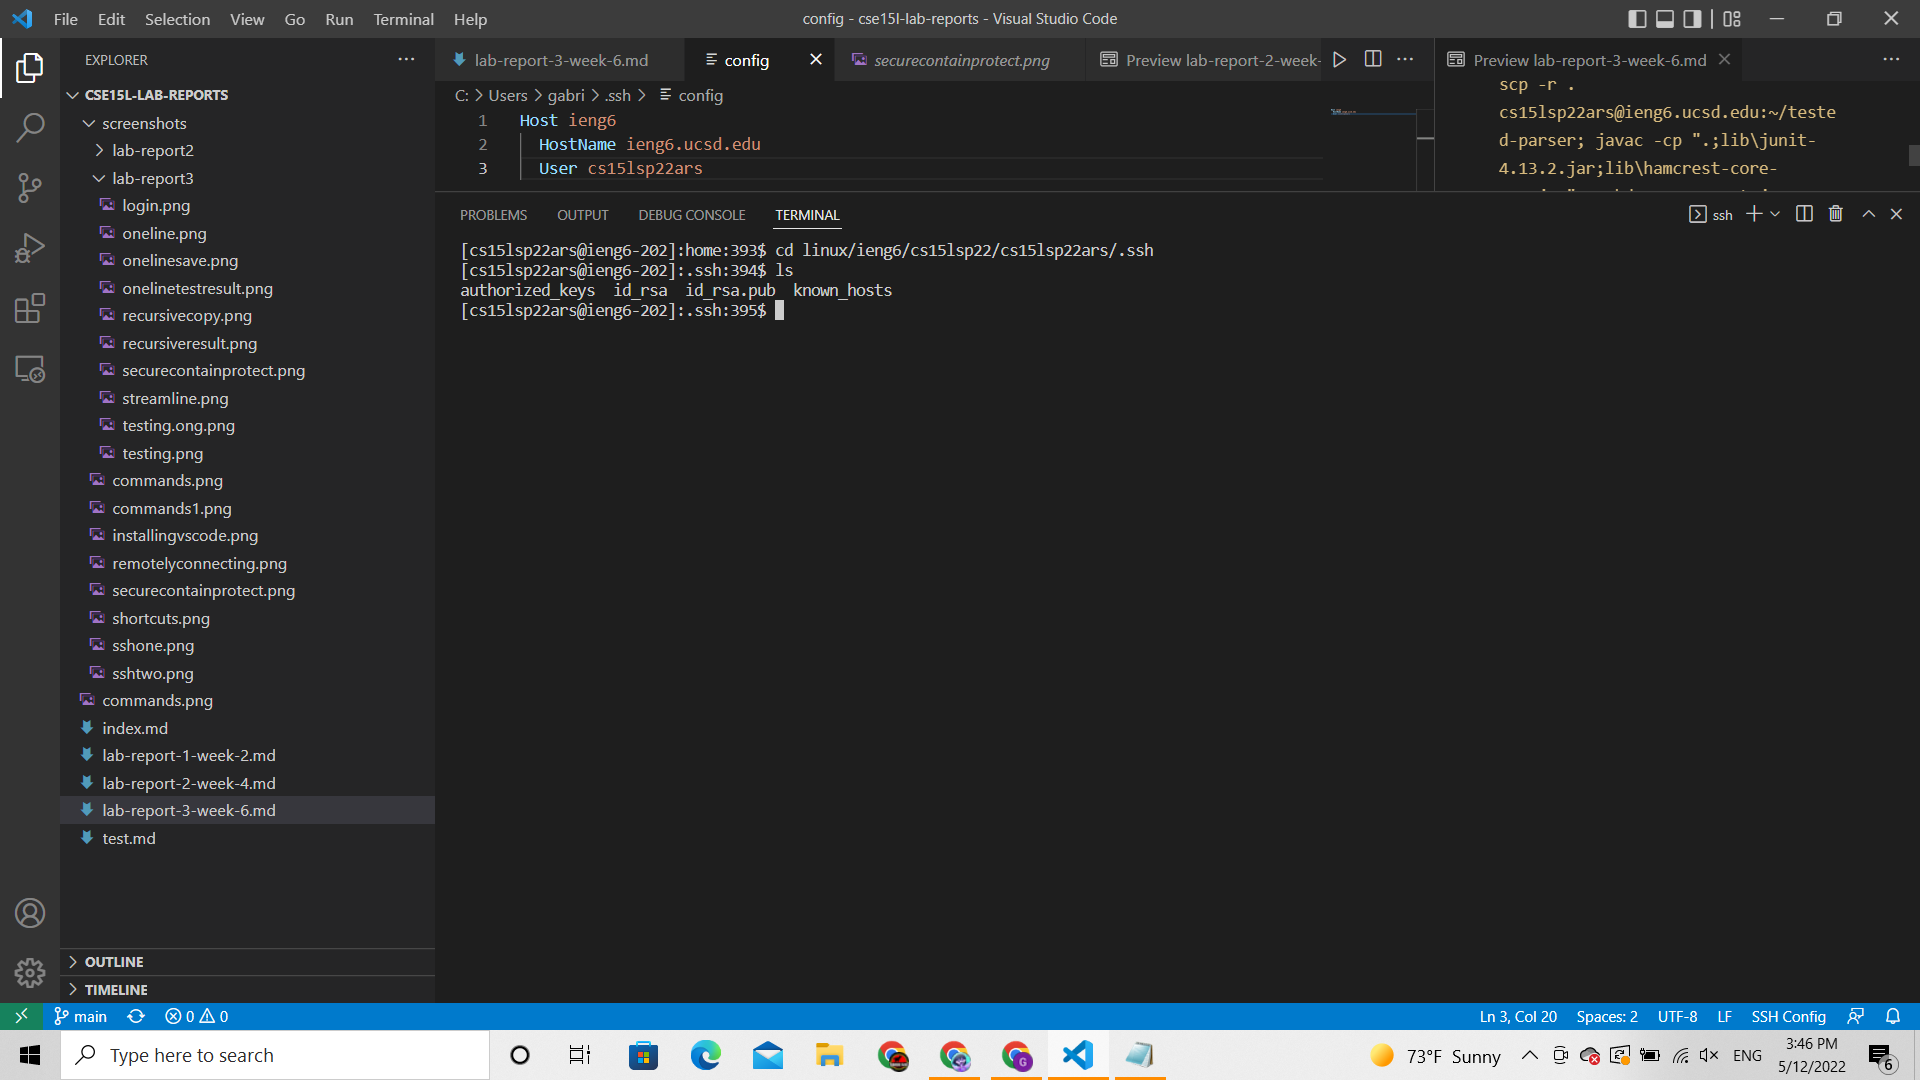 File Edit Selection View Go Run Terminal Help
config - cse15l-lab-reports - Visual Studio Code
EXPLORER
CSE15L-LAB-REPORTS
screenshots
lab-report2
lab-report3
login.png
oneline.png
onelinesave.png
onelinetestresult.png
recursivecopy.png
recursiveresult.png
securecontainprotect.png
streamline.png
testing.ong.png
testing.png
commands.png
commands1.png
installingvscode.png
remotelyconnecting.png
securecontainprotect.png
shortcuts.png
sshone.png
sshtwo.png
commands.png
index.md
lab-report-1-week-2.md
lab-report-2-week-4.md
lab-report-3-week-6.md
test.md
OUTLINE
TIMELINE
lab-report-3-week-6.md config securecontainprotect.png Preview lab-report-2-week-
C: > Users > gabri > .ssh > config
1 Host ieng6
2 HostName ieng6.ucsd.edu
3 User cs15lsp22ars
Preview lab-report-3-week-6.md
scp -r .
cs15lsp22ars@ieng6.ucsd.edu:~/teste
d-parser; javac -cp ".;lib\junit-
4.13.2.jar;lib\hamcrest-core-
PROBLEMS OUTPUT DEBUG CONSOLE TERMINAL
ssh
[cs15lsp22ars@ieng6-202]:home:393$ cd linux/ieng6/cs15lsp22/cs15lsp22ars/.ssh
[cs15lsp22ars@ieng6-202]:.ssh:394$ ls
authorized_keys id_rsa id_rsa.pub known_hosts
[cs15lsp22ars@ieng6-202]:.ssh:395$
main 0 0
Ln 3, Col 20 Spaces: 2 UTF-8 LF SSH Config
Type here to search
73°F Sunny
ENG
3:46 PM
5/12/2022
6